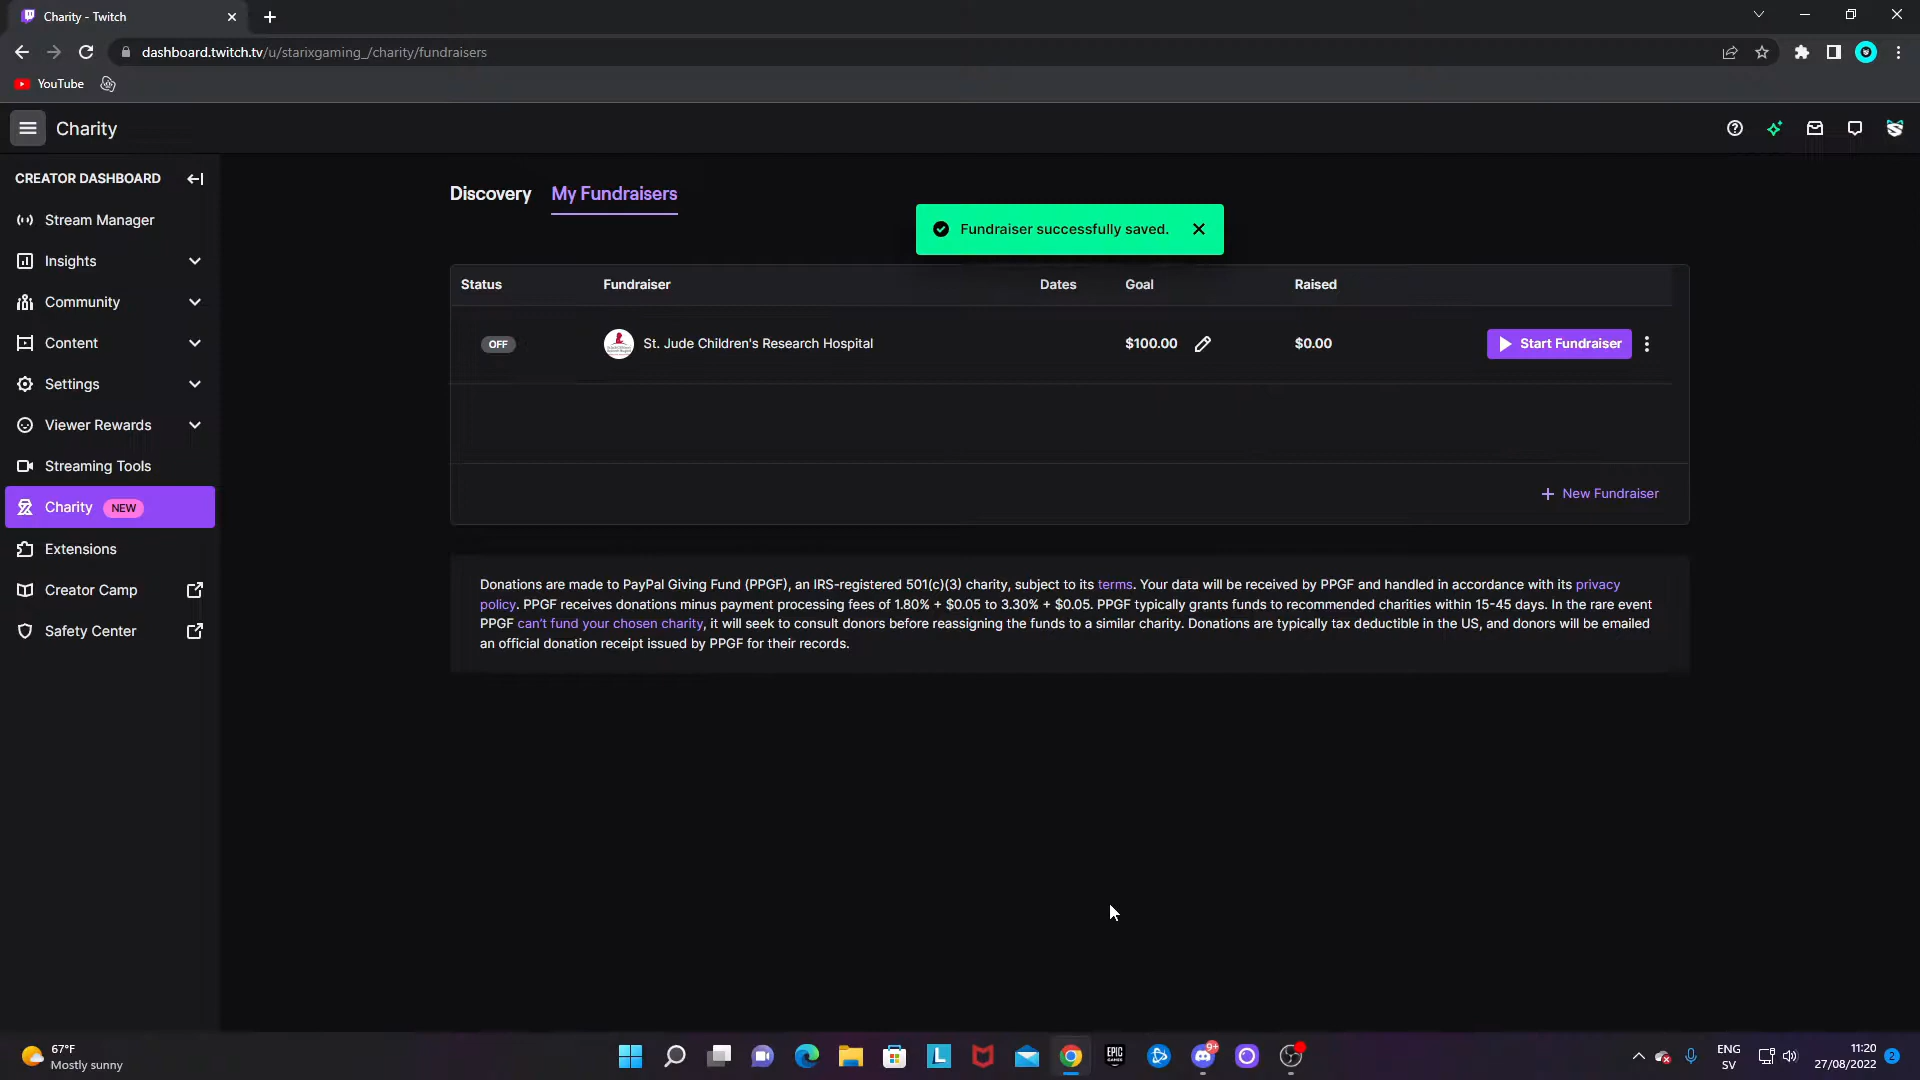 Charity - Twitch
dashboard.twitch.tv/u/starixgaming_/charity/fundraisers
YouTube
Charity
CREATOR DASHBOARD
Stream Manager
Insights
Community
Content
Settings
Viewer Rewards
Streaming Tools
Charity NEW
Extensions
Creator Camp
Safety Center
Discovery My Fundraisers
Fundraiser successfully saved.
Status Fundraiser Dates Goal Raised
OFF St. Jude Children's Research Hospital $100.00 $0.00 Start Fundraiser
New Fundraiser
Donations are made to PayPal Giving Fund (PPGF), an IRS-registered 501(c)(3) charity, subject to its terms. Your data will be received by PPGF and handled in accordance with its privacy
policy. PPGF receives donations minus payment processing fees of 1.80% + $0.05 to 3.30% + $0.05. PPGF typically grants funds to recommended charities within 15-45 days. In the rare event
PPGF can't fund your chosen charity, it will seek to consult donors before reassigning the funds to a similar charity. Donations are typically tax deductible in the US, and donors will be emailed
an official donation receipt issued by PPGF for their records.
67°F
Mostly sunny
L
EPIC
GAMES
9+
ENG
SV
11:20
27/08/2022
2